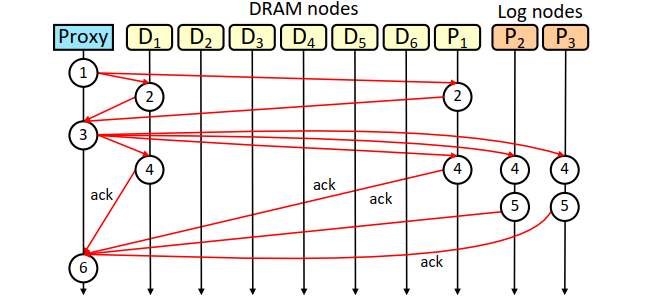 DRAM nodes
Log nodes
Proxy D1 D2 D3 D4 D5 D6 P1 P2 P3
1
2 2
3
4 4 4 4
ack ack ack
5 5
6 ack